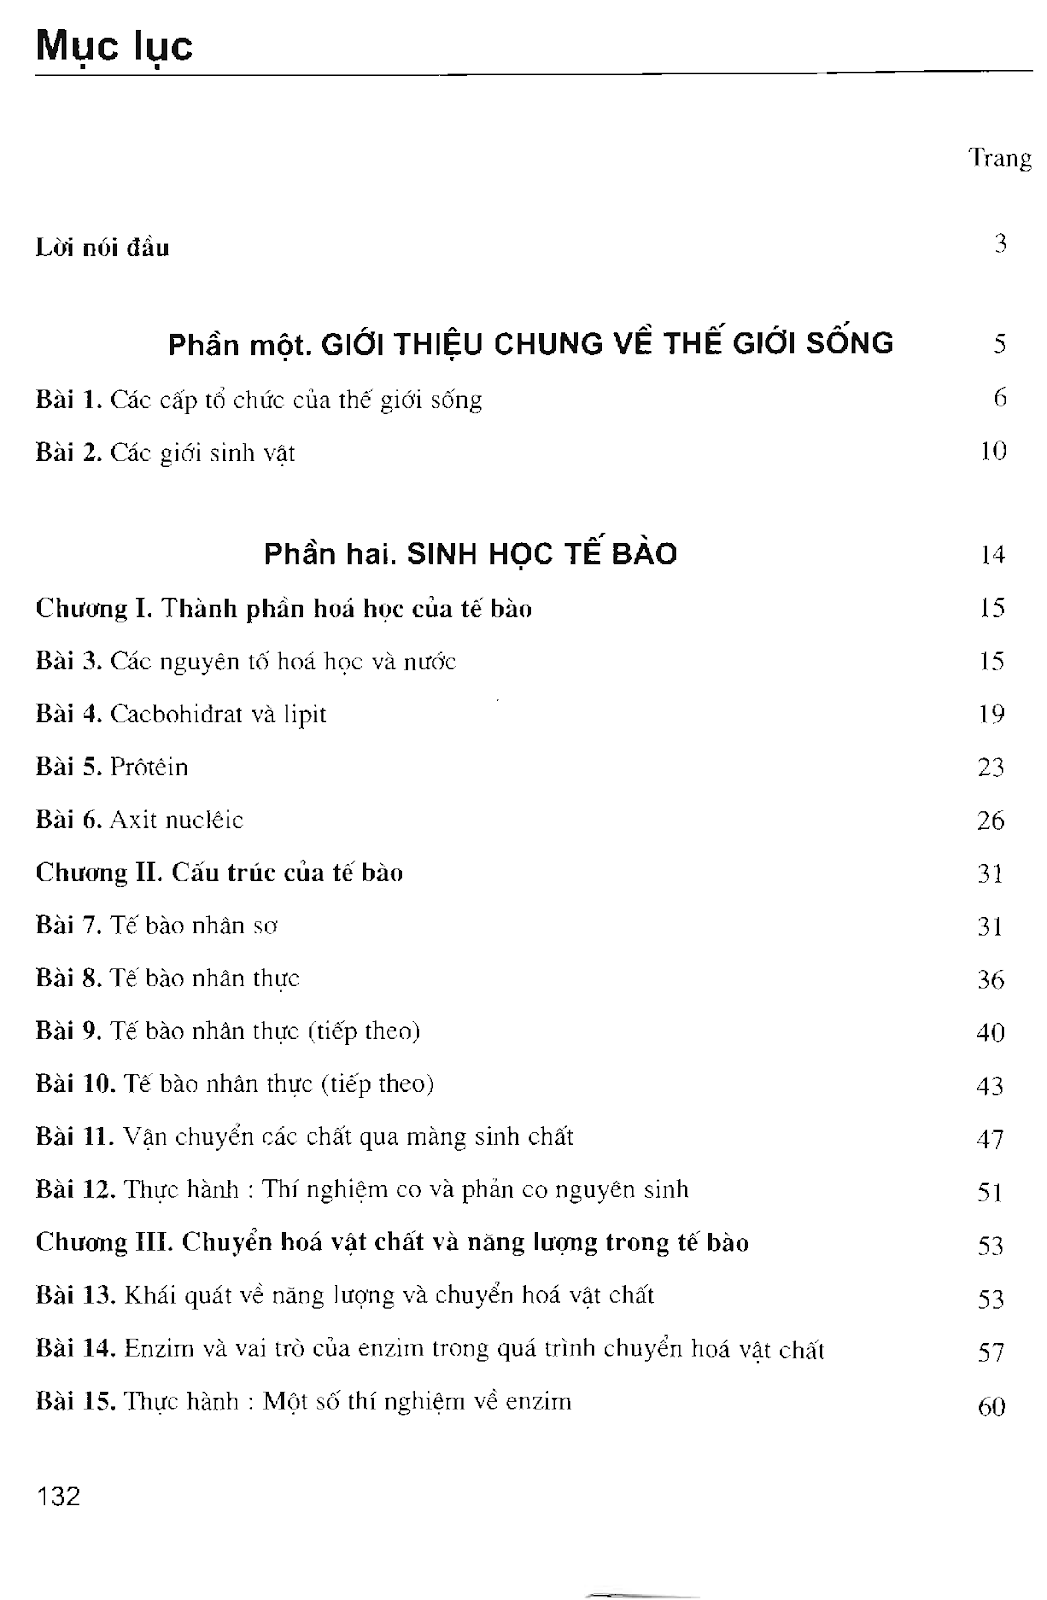 Mục lục
Trang
Lời nói đầu 3
Phần một. GIỚI THIỆU CHUNG VỀ THẾ GIỚI SỐNG 5
Bài 1. Các cấp tổ chức của thế giới sống 6
Bài 2. Các giới sinh vật 10
Phần hai. SINH HỌC TẾ BÀO 14
Chương I. Thành phần hoá học của tế bào 15
Bài 3. Các nguyên tố hoá học và nước 15
Bài 4. Cacbohiđrat và lipit 19
Bài 5. Prôtêin 23
Bài 6. Axit nuclêic 26
Chương II. Cấu trúc của tế bào 31
Bài 7. Tế bào nhân sơ 31
Bài 8. Tế bào nhân thực 36
Bài 9. Tế bào nhân thực (tiếp theo) 40
Bài 10. Tế bào nhân thực (tiếp theo) 43
Bài 11. Vận chuyển các chất qua màng sinh chất 47
Bài 12. Thực hành : Thí nghiệm co và phản co nguyên sinh 51
Chương III. Chuyển hoá vật chất và năng lượng trong tế bào 53
Bài 13. Khái quát về năng lượng và chuyển hoá vật chất 53
Bài 14. Enzim và vai trò của enzim trong quá trình chuyển hoá vật chất 57
Bài 15. Thực hành : Một số thí nghiệm về enzim 60
132